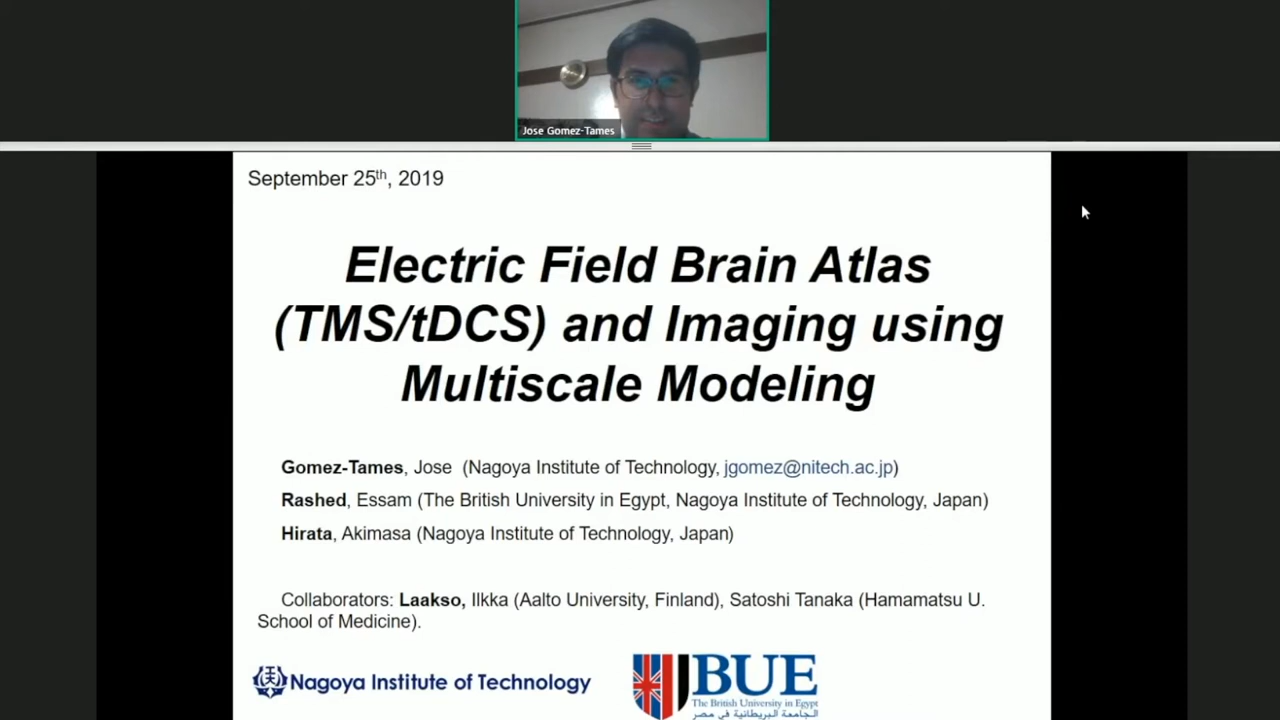 Jose Gomez-Tames
September 25th, 2019
Electric Field Brain Atlas
(TMS/tDCS) and Imaging using
Multiscale Modeling
Gomez-Tames, Jose (Nagoya Institute of Technology, jgomez@nitech.ac.jp)
Rashed, Essam (The British University in Egypt, Nagoya Institute of Technology, Japan)
Hirata, Akimasa (Nagoya Institute of Technology, Japan)
Collaborators: Laakso, Ilkka (Aalto University, Finland), Satoshi Tanaka (Hamamatsu U.
School of Medicine).
Nagoya Institute of Technology
BUE
The British University in Egypt
الجامعة البريطانية في مصر